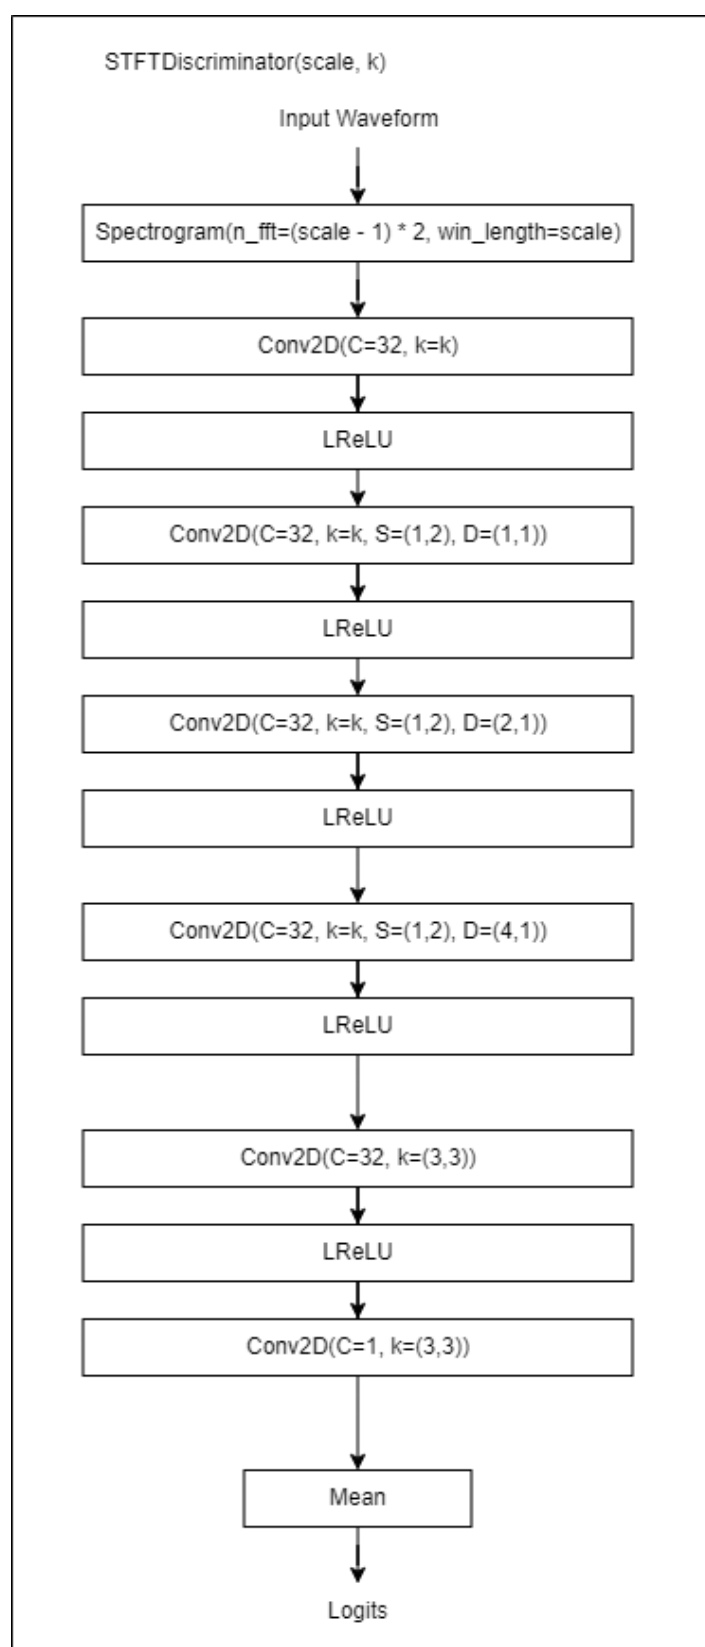 STFTDiscriminator(scale, k)
Input Waveform
Spectrogram(n_fft=(scale - 1) * 2, win_length=scale)
Conv2D(C=32, k=k)
LReLU
Conv2D(C=32, k=k, S=(1,2), D=(1,1))
LReLU
Conv2D(C=32, k=k, S=(1,2), D=(2,1))
LReLU
Conv2D(C=32, k=k, S=(1,2), D=(4,1))
LReLU
Conv2D(C=32, k=(3,3))
LReLU
Conv2D(C=1, k=(3,3))
Mean
Logits